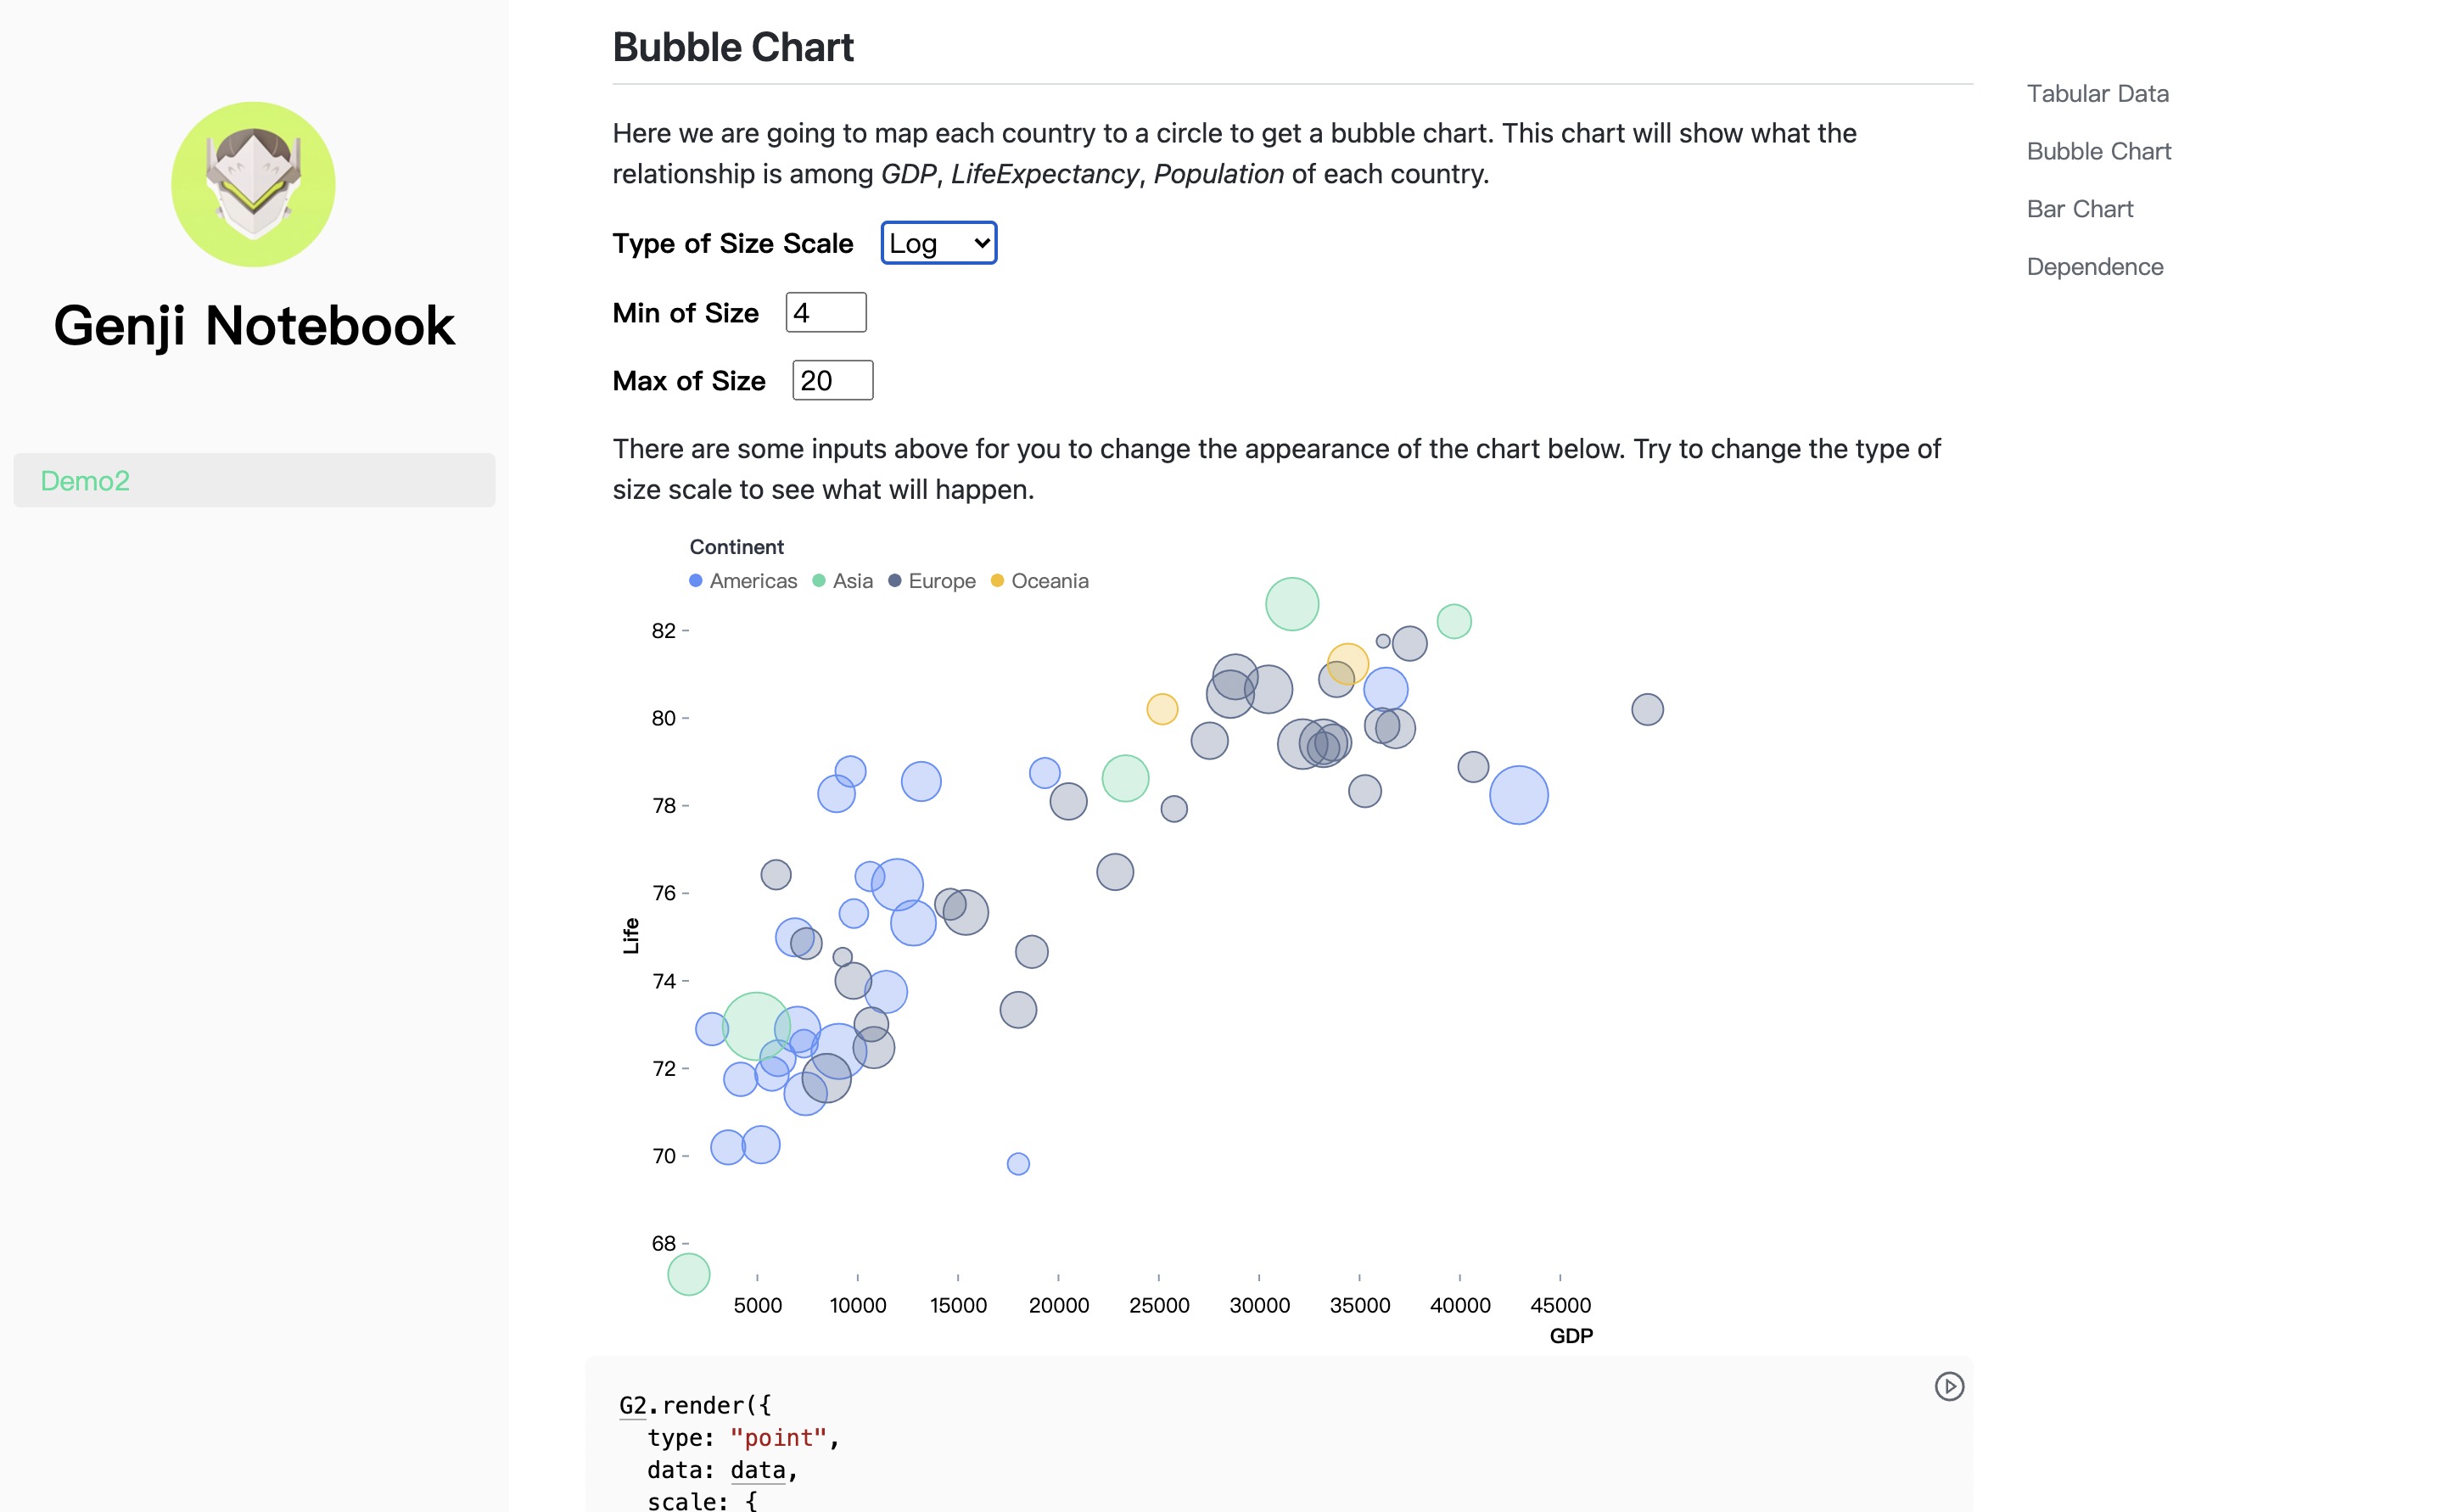 Genji Notebook
Demo2
Bubble Chart
Here we are going to map each country to a circle to get a bubble chart. This chart will show what the
relationship is among GDP, LifeExpectancy, Population of each country.
Type of Size Scale Log
Min of Size 4
Max of Size 20
There are some inputs above for you to change the appearance of the chart below. Try to change the type of
size scale to see what will happen.
Continent
Americas Asia Europe Oceania
82
80
78
76
74
72
70
68
Life
5000 10000 15000 20000 25000 30000 35000 40000 45000
GDP
G2.render({
type: "point",
data: data,
scale: {
Tabular Data
Bubble Chart
Bar Chart
Dependence